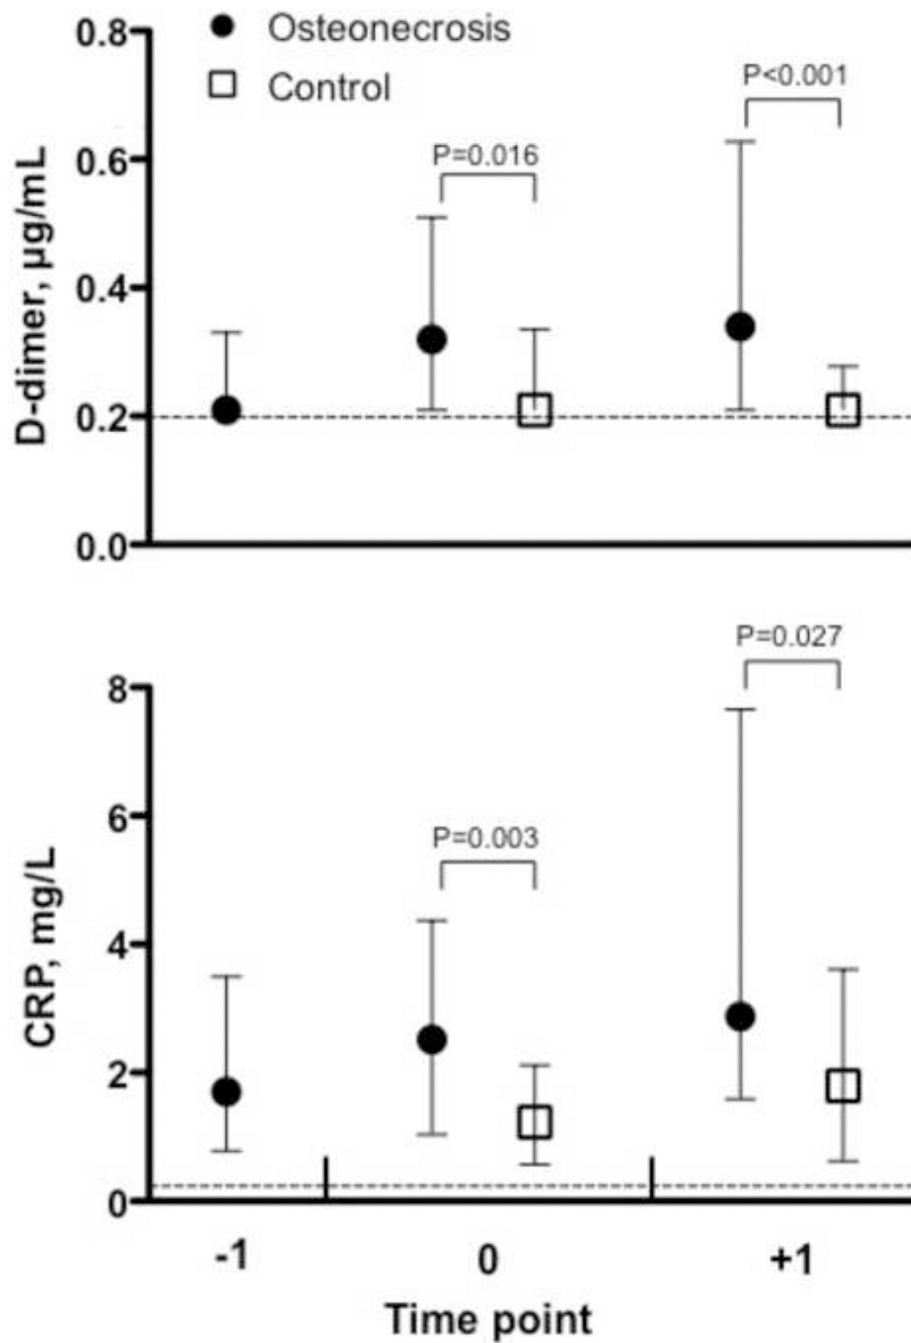 Osteonecrosis
Control
D-dimer, µg/mL
0.8
0.6
0.4
0.2
0.0
P=0.016
P<0.001
CRP, mg/L
8
6
4
2
0
P=0.003
P=0.027
-1
0
+1
Time point